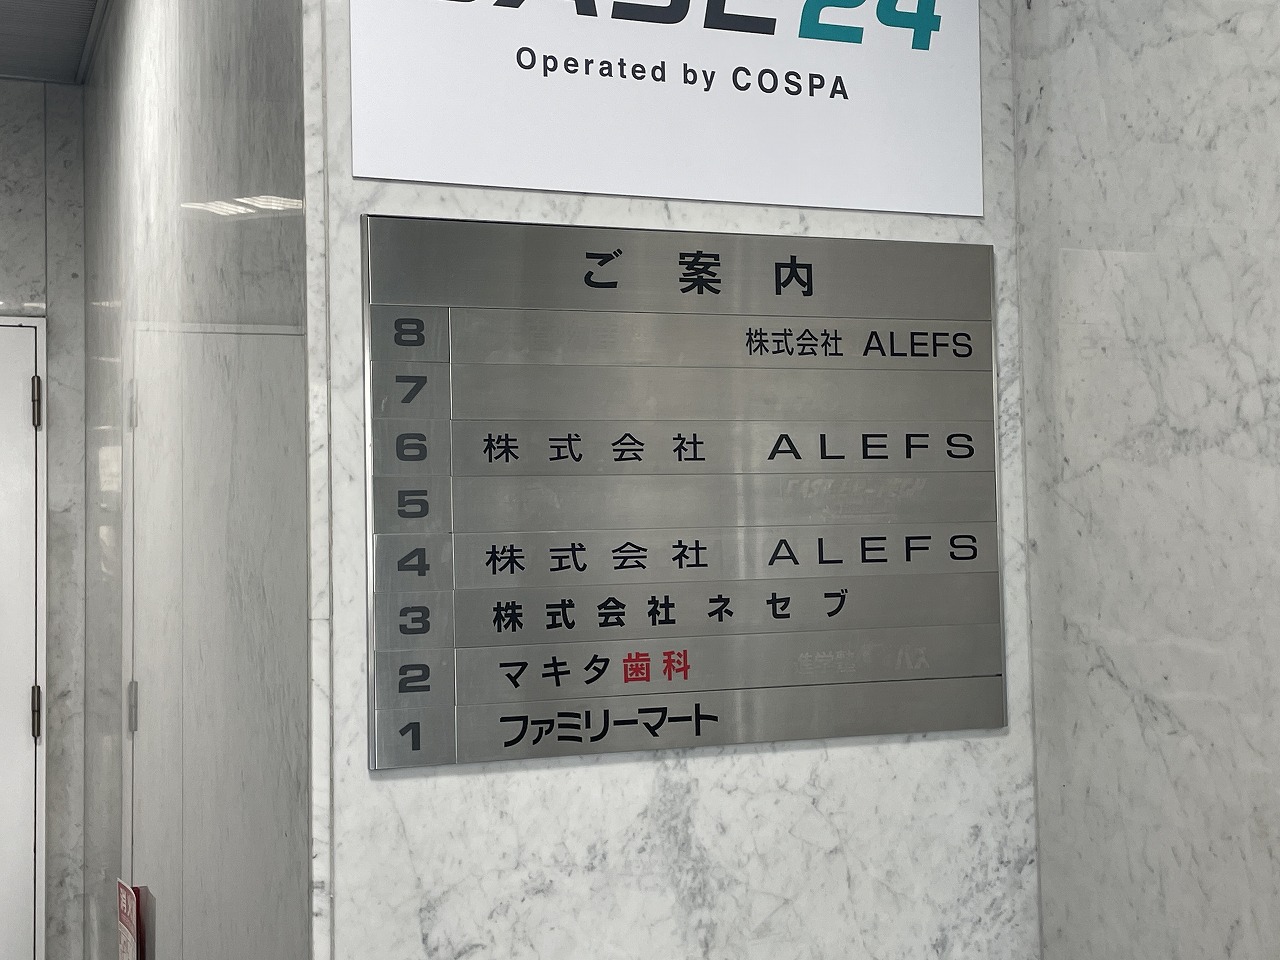 BASE 24
Operated by COSPA
ご案内
8 株式会社 ALEFS
7
6 株式会社 ALEFS
5
4 株式会社 ALEFS
3 株式会社ネセブ
2 マキタ歯科
1 ファミリーマート